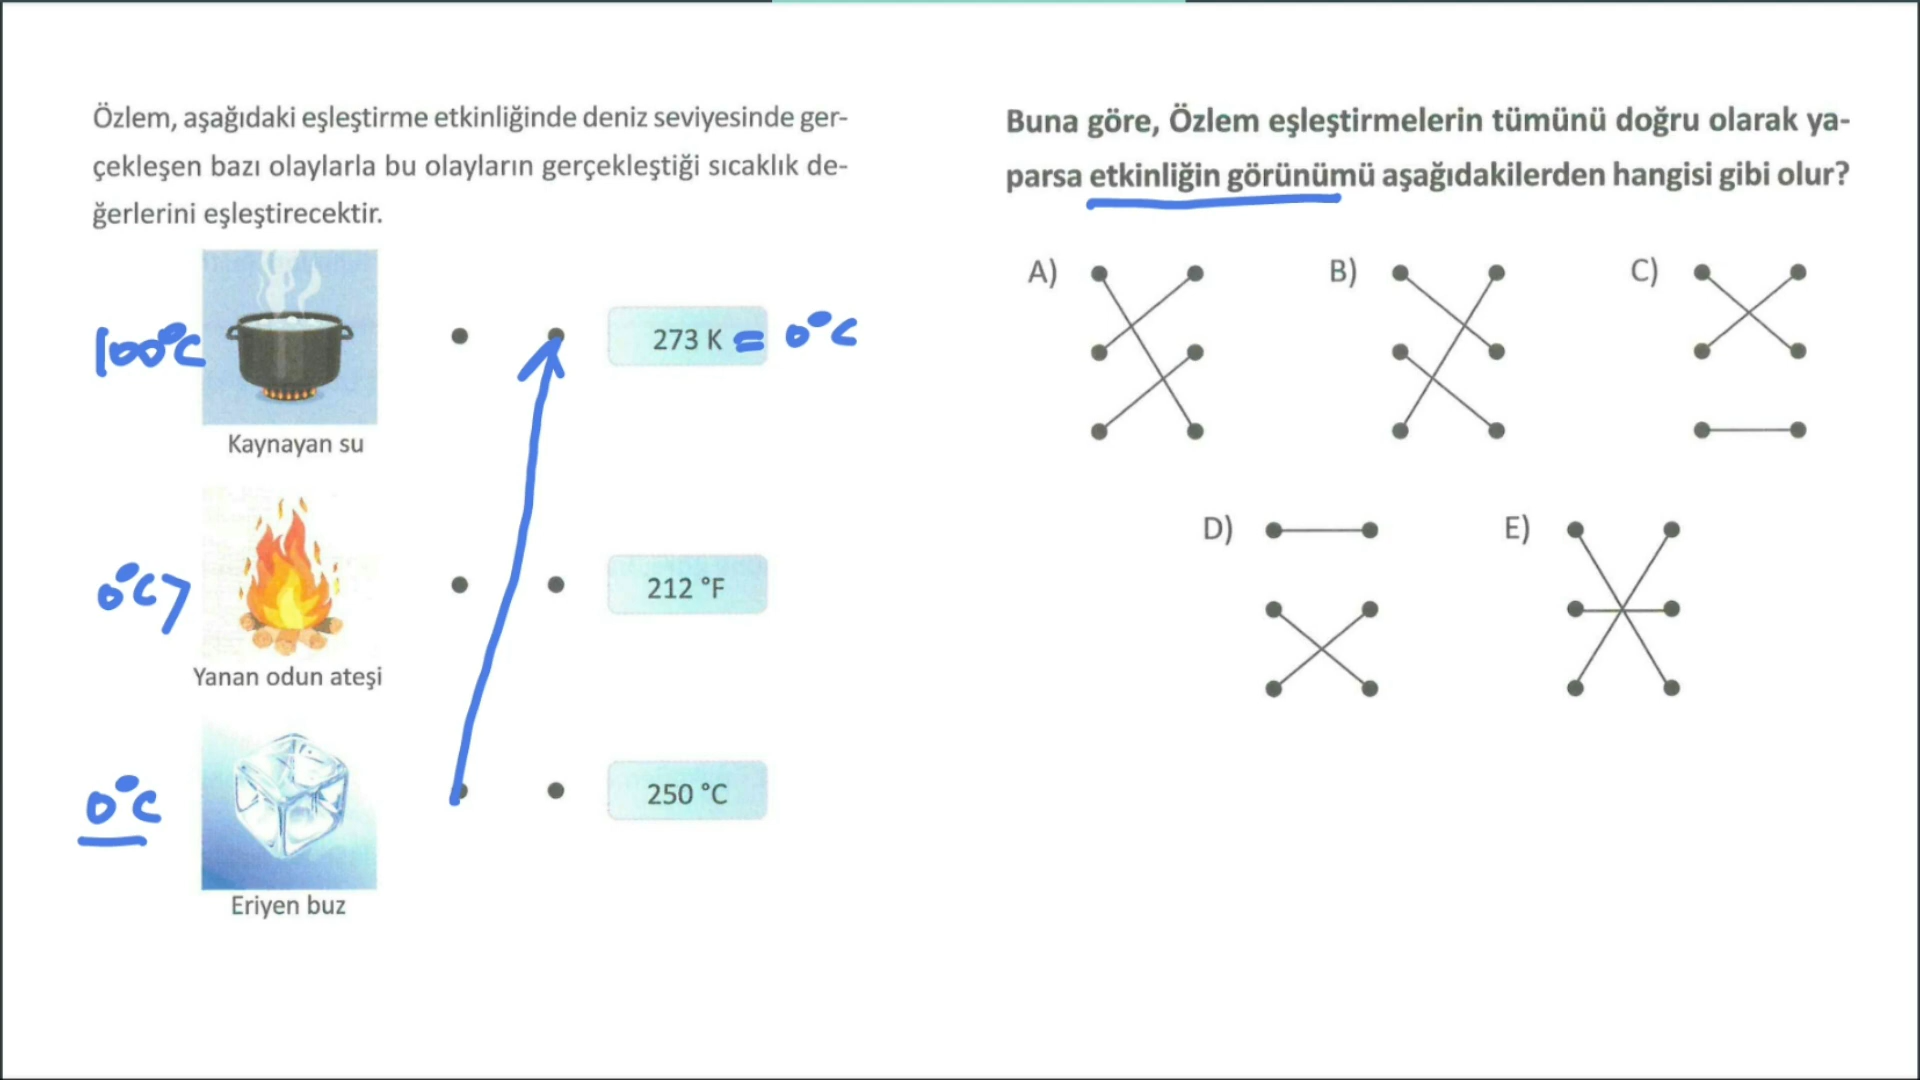 Özlem, aşağıdaki eşleştirme etkinliğinde deniz seviyesinde ger-
çekleşen bazı olaylarla bu olayların gerçekleştiği sıcaklık de-
ğerlerini eşleştirecektir.
100°C
273 K = 0°C
Kaynayan su
0°C>
212 °F
Yanan odun ateşi
0°C
250 °C
Eriyen buz
Buna göre, Özlem eşleştirmelerin tümünü doğru olarak ya-
parsa etkinliğin görünümü aşağıdakilerden hangisi gibi olur?
A) B) C)
D) E)